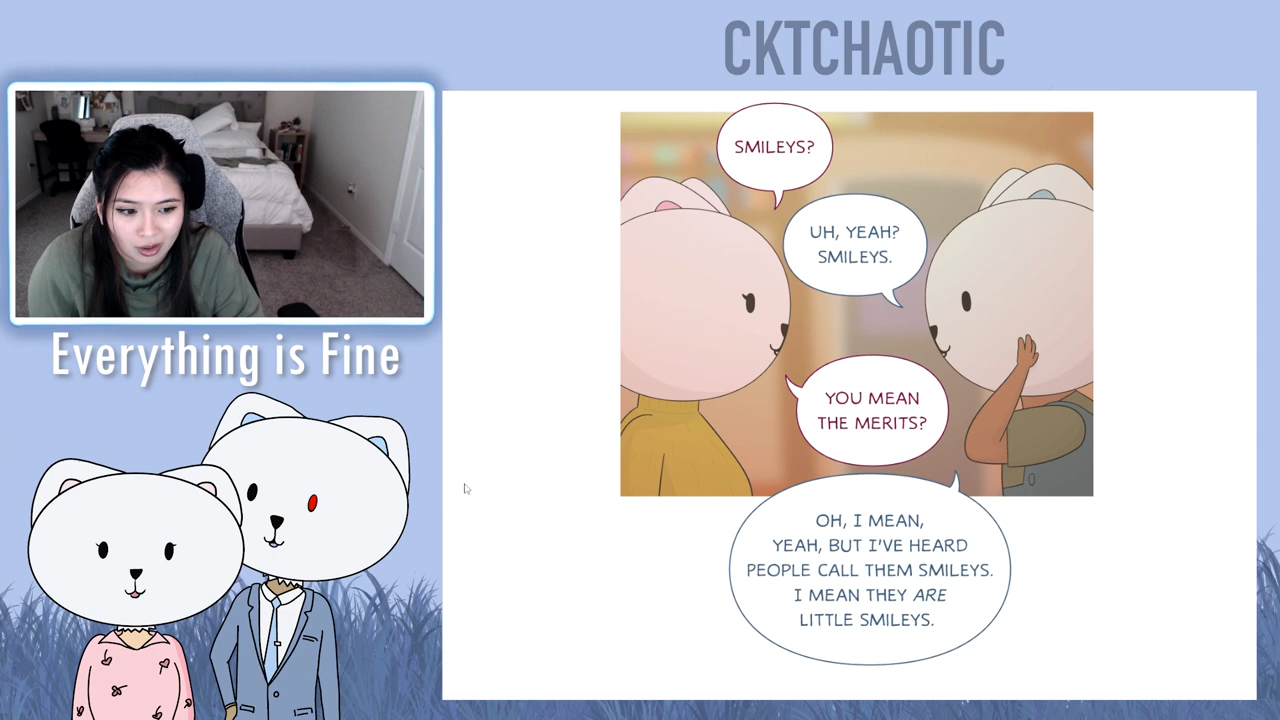 CKTCHAOTIC
SMILEYS?
UH, YEAH?
SMILEYS.
YOU MEAN
THE MERITS?
OH, I MEAN,
YEAH, BUT I'VE HEARD
PEOPLE CALL THEM SMILEYS.
I MEAN THEY ARE
LITTLE SMILEYS.
Everything is Fine